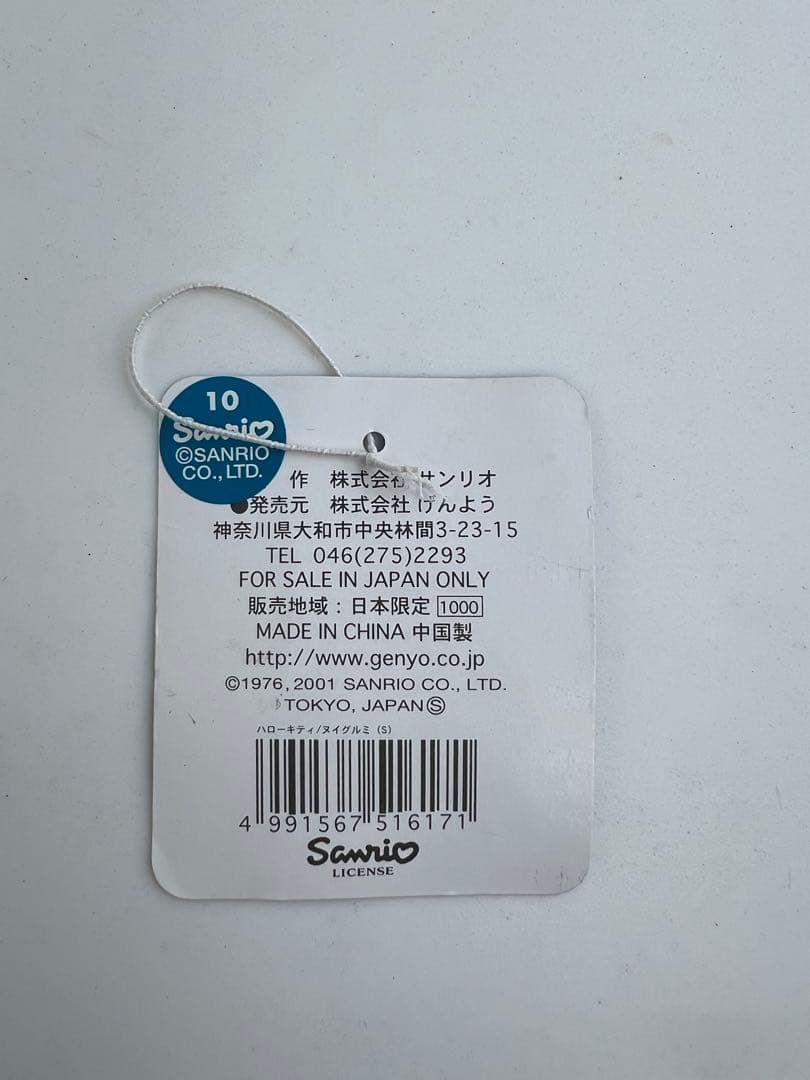 10
Sanrio
©SANRIO
CO., LTD.
作 株式会社 サンリオ
●発売元 株式会社 げんよう
神奈川県大和市中央林間3-23-15
TEL 046(275)2293
FOR SALE IN JAPAN ONLY
販売地域：日本限定 1000
MADE IN CHINA 中国製
http://www.genyo.co.jp
©1976, 2001 SANRIO CO., LTD.
TOKYO, JAPAN Ⓢ
ハローキティ/ヌイグルミ (S)
4 991567 516171
Sanrio
LICENSE